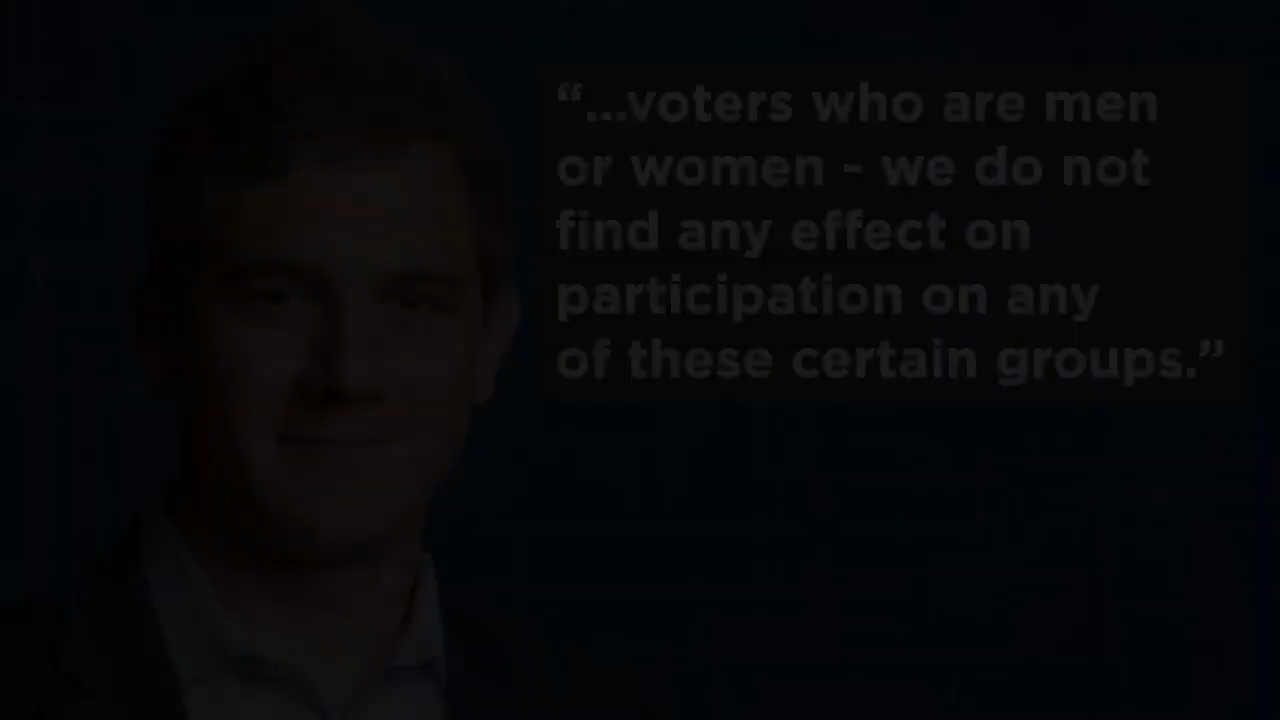 “...voters who are men
or women - we do not
find any effect on
participation on any
of these certain groups.”